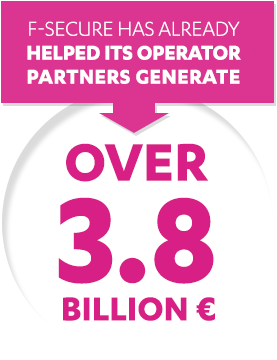 F-SECURE HAS ALREADY
HELPED ITS OPERATOR
PARTNERS GENERATE
OVER
3.8
BILLION €